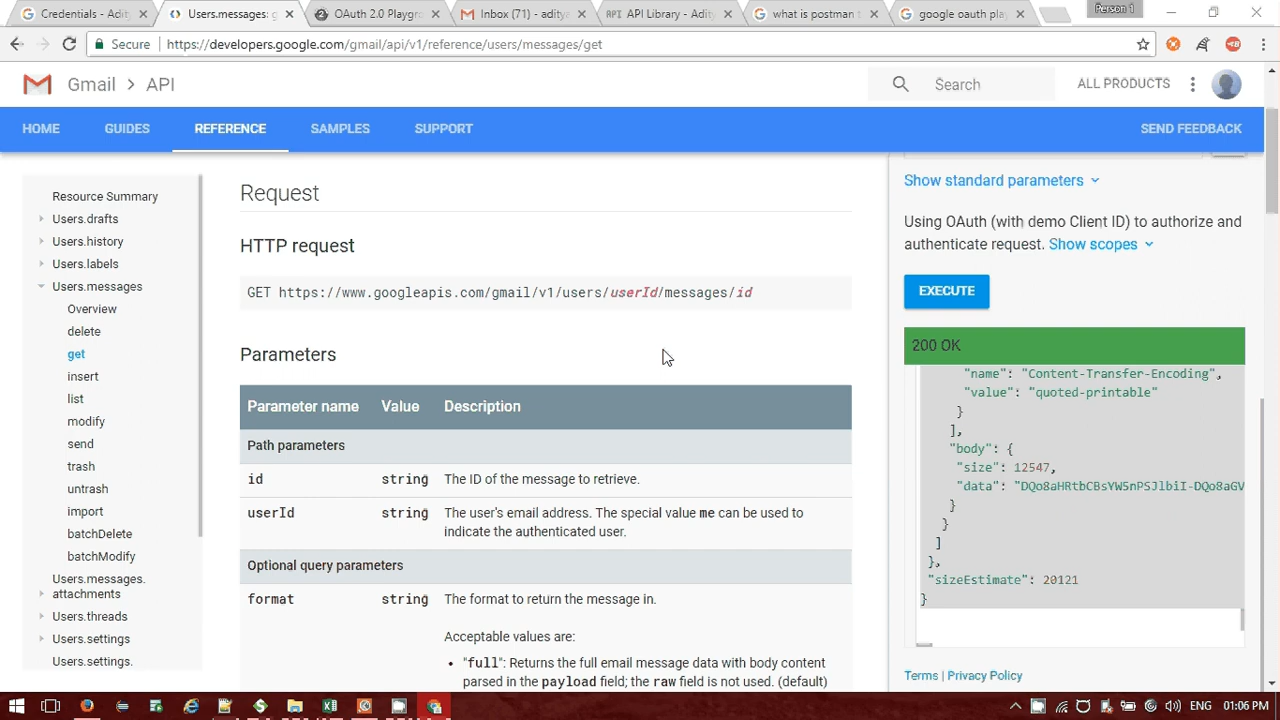 Credentials - Adity
Users.messages: g
OAuth 2.0 Playgr
Inbox (71) - aditye
API Library - Adity
what is postman t
google oauth pla
Person 1
Secure
https://developers.google.com/gmail/api/v1/reference/users/messages/get
Gmail > API
Search
ALL PRODUCTS
HOME
GUIDES
REFERENCE
SAMPLES
SUPPORT
SEND FEEDBACK
Resource Summary
Users.drafts
Users.history
Users.labels
Users.messages
Overview
delete
get
insert
list
modify
send
trash
untrash
import
batchDelete
batchModify
Users.messages.
attachments
Users.threads
Users.settings
Users.settings.
Request
HTTP request
GET https://www.googleapis.com/gmail/v1/users/userId/messages/id
Parameters
Parameter name Value Description
Path parameters
id string The ID of the message to retrieve.
userId string The user's email address. The special value me can be used to
indicate the authenticated user.
Optional query parameters
format string The format to return the message in.
Acceptable values are:
• "full": Returns the full email message data with body content
parsed in the payload field; the raw field is not used. (default)
Show standard parameters
Using OAuth (with demo Client ID) to authorize and
authenticate request. Show scopes
EXECUTE
200 OK
"name": "Content-Transfer-Encoding",
"value": "quoted-printable"
}
],
"body": {
"size": 12547,
"data": "DQo8aHRtbCBsYW5nPSJlbiI-DQo8aGV
}
}
]
},
"sizeEstimate": 20121
}
Terms | Privacy Policy
ENG 01:06 PM